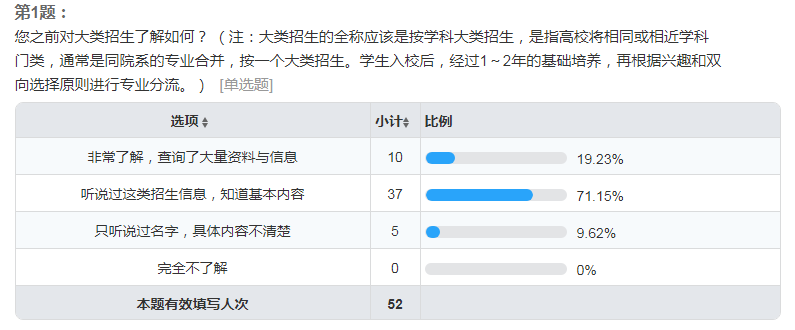 第1题：
您之前对大类招生了解如何？（注：大类招生的全称应该是按学科大类招生，是指高校将相同或相近学科
门类，通常是同院系的专业合并，按一个大类招生。学生入校后，经过1～2年的基础培养，再根据兴趣和双
向选择原则进行专业分流。） [单选题]
选项 小计 比例
非常了解，查询了大量资料与信息 10 19.23%
听说过这类招生信息，知道基本内容 37 71.15%
只听说过名字，具体内容不清楚 5 9.62%
完全不了解 0 0%
本题有效填写人次 52